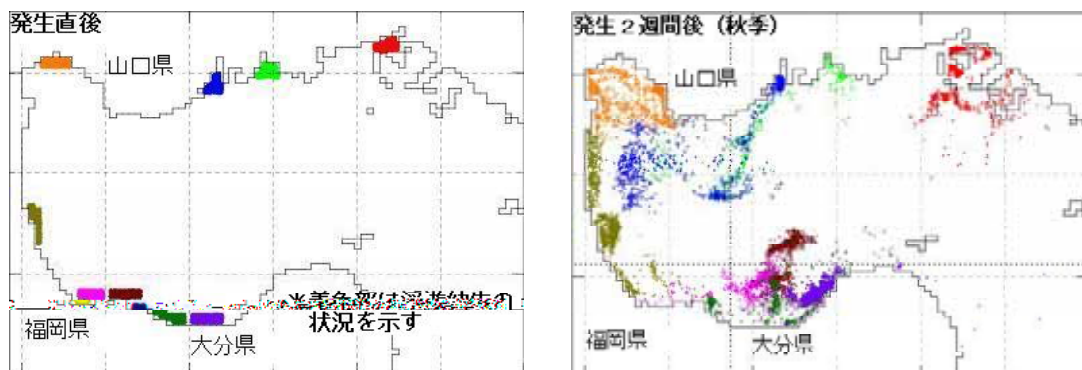 発生直後
山口県
※着色部は浮遊幼生の
状況を示す
福岡県
大分県
発生２週間後（秋季）
山口県
福岡県
大分県